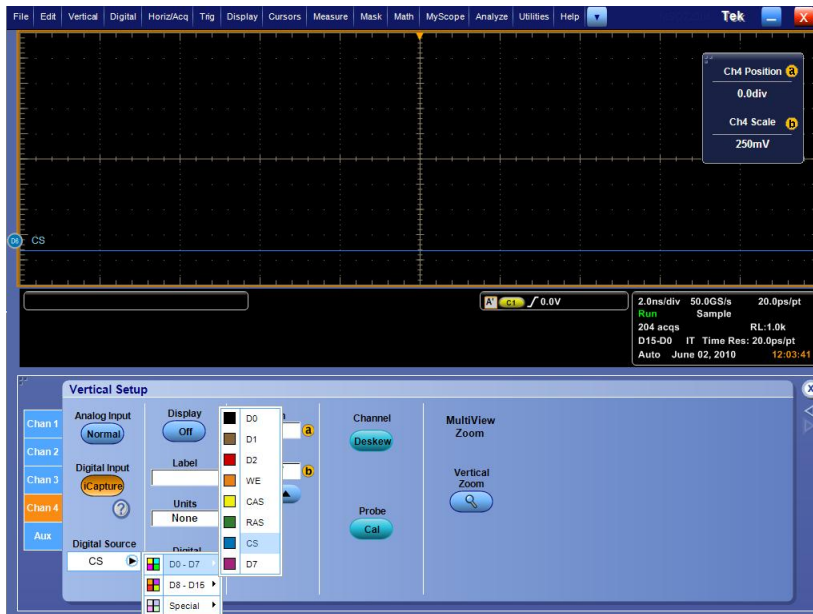 File Edit Vertical Digital Horiz/Acq Trig Display Cursors Measure Mask Math MyScope Analyze Utilities Help Tek X
Ch4 Position a
0.0div
Ch4 Scale b
250mV
D6 CS
A' C1 0.0V
2.0ns/div 50.0GS/s 20.0ps/pt
Run Sample
204 acqs RL:1.0k
D15-D0 IT Time Res: 20.0ps/pt
Auto June 02, 2010 12:03:41
Vertical Setup X
Chan 1
Chan 2
Chan 3
Chan 4
Aux
Analog Input
Normal
Digital Input
iCapture
?
Digital Source
CS
Display
Off
Label
Units
None
Digital
D0 - D7
D8 - D15
Special
D0
D1
D2
WE
CAS
RAS
CS
D7
a
b
Channel
Deskew
Probe
Cal
MultiView
Zoom
Vertical
Zoom